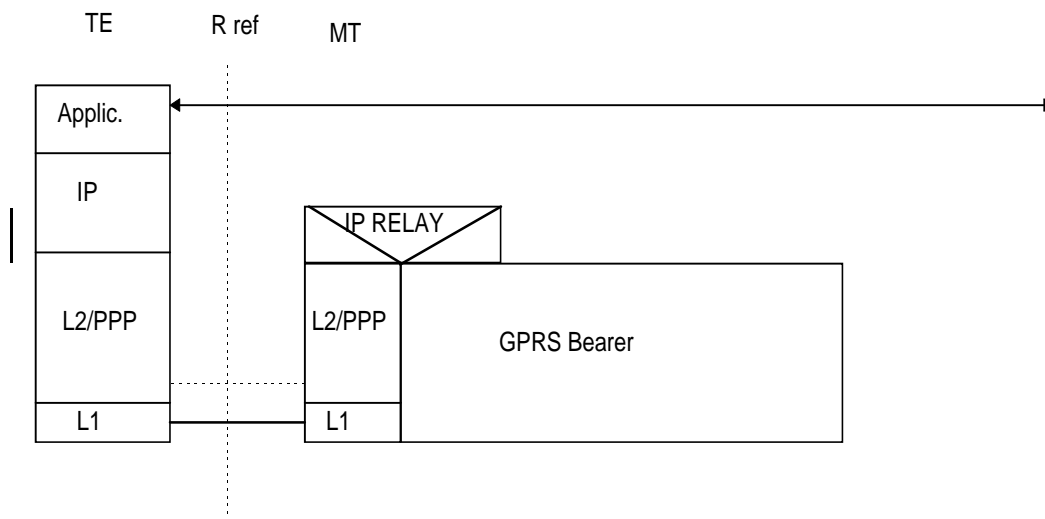 TE R ref MT
Applic.
IP
IP RELAY
L2/PPP L2/PPP
GPRS Bearer
L1 L1